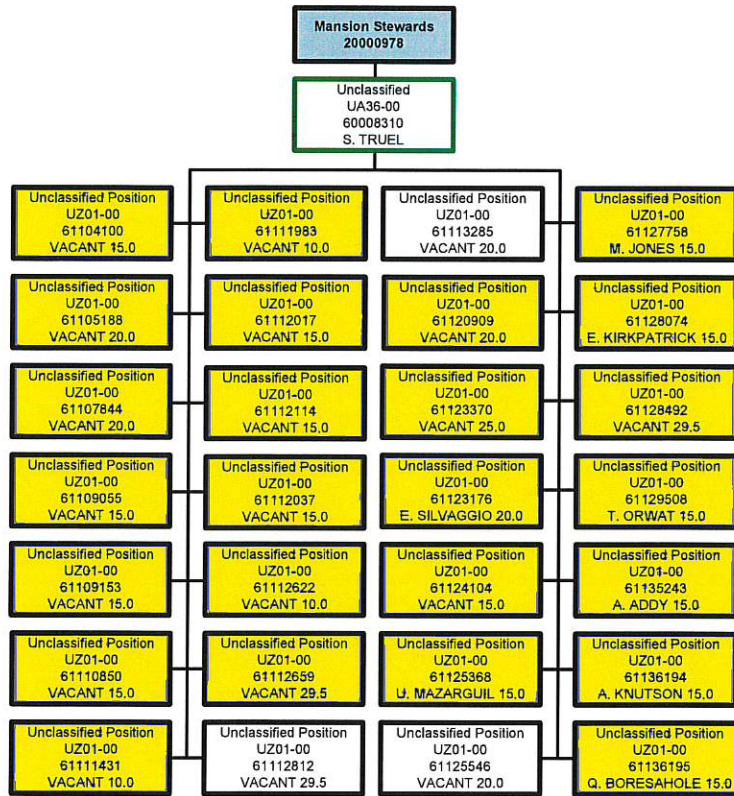 Mansion Stewards
20000978
Unclassified
UA36-00
60008310
S. TRUEL
Unclassified Position
UZ01-00
61104100
VACANT 15.0
Unclassified Position
UZ01-00
61111983
VACANT 10.0
Unclassified Position
UZ01-00
61113285
VACANT 20.0
Unclassified Position
UZ01-00
61127758
M. JONES 15.0
Unclassified Position
UZ01-00
61105188
VACANT 20.0
Unclassified Position
UZ01-00
61112017
VACANT 15.0
Unclassified Position
UZ01-00
61120909
VACANT 20.0
Unclassified Position
UZ01-00
61128074
E. KIRKPATRICK 15.0
Unclassified Position
UZ01-00
61107844
VACANT 20.0
Unclassified Position
UZ01-00
61112114
VACANT 15.0
Unclassified Position
UZ01-00
61123370
VACANT 25.0
Unclassified Position
UZ01-00
61128492
VACANT 29.5
Unclassified Position
UZ01-00
61109055
VACANT 15.0
Unclassified Position
UZ01-00
61112037
VACANT 15.0
Unclassified Position
UZ01-00
61123176
E. SILVAGGIO 20.0
Unclassified Position
UZ01-00
61129508
T. ORWAT 15.0
Unclassified Position
UZ01-00
61109153
VACANT 15.0
Unclassified Position
UZ01-00
61112622
VACANT 10.0
Unclassified Position
UZ01-00
61124104
VACANT 15.0
Unclassified Position
UZ01-00
61135243
A. ADDY 15.0
Unclassified Position
UZ01-00
61110850
VACANT 15.0
Unclassified Position
UZ01-00
61112659
VACANT 29.5
Unclassified Position
UZ01-00
61125368
MAZARGUIL 15.0
Unclassified Position
UZ01-00
61136194
A. KNUTSON 15.0
Unclassified Position
UZ01-00
61111431
VACANT 10.0
Unclassified Position
UZ01-00
61112812
VACANT 29.5
Unclassified Position
UZ01-00
61125546
VACANT 20.0
Unclassified Position
UZ01-00
61136195
Q. BORESAHOLE 15.0